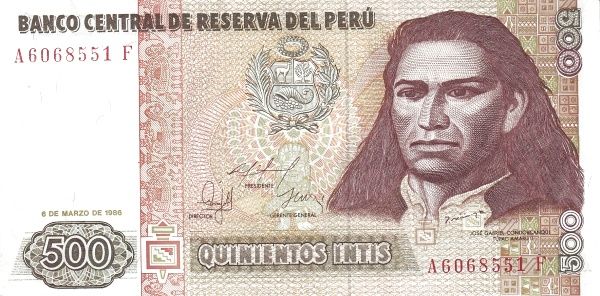 BANCO CENTRAL DE RESERVA DEL PERÚ
A6068551 F
500
PRESIDENTE
DIRECTOR
GERENTE GENERAL
6 DE MARZO DE 1986
JOSE GABRIEL CONDORCANQUI
TUPAC AMARU II
500
QUINIENTOS INTIS
A6068551 F
500